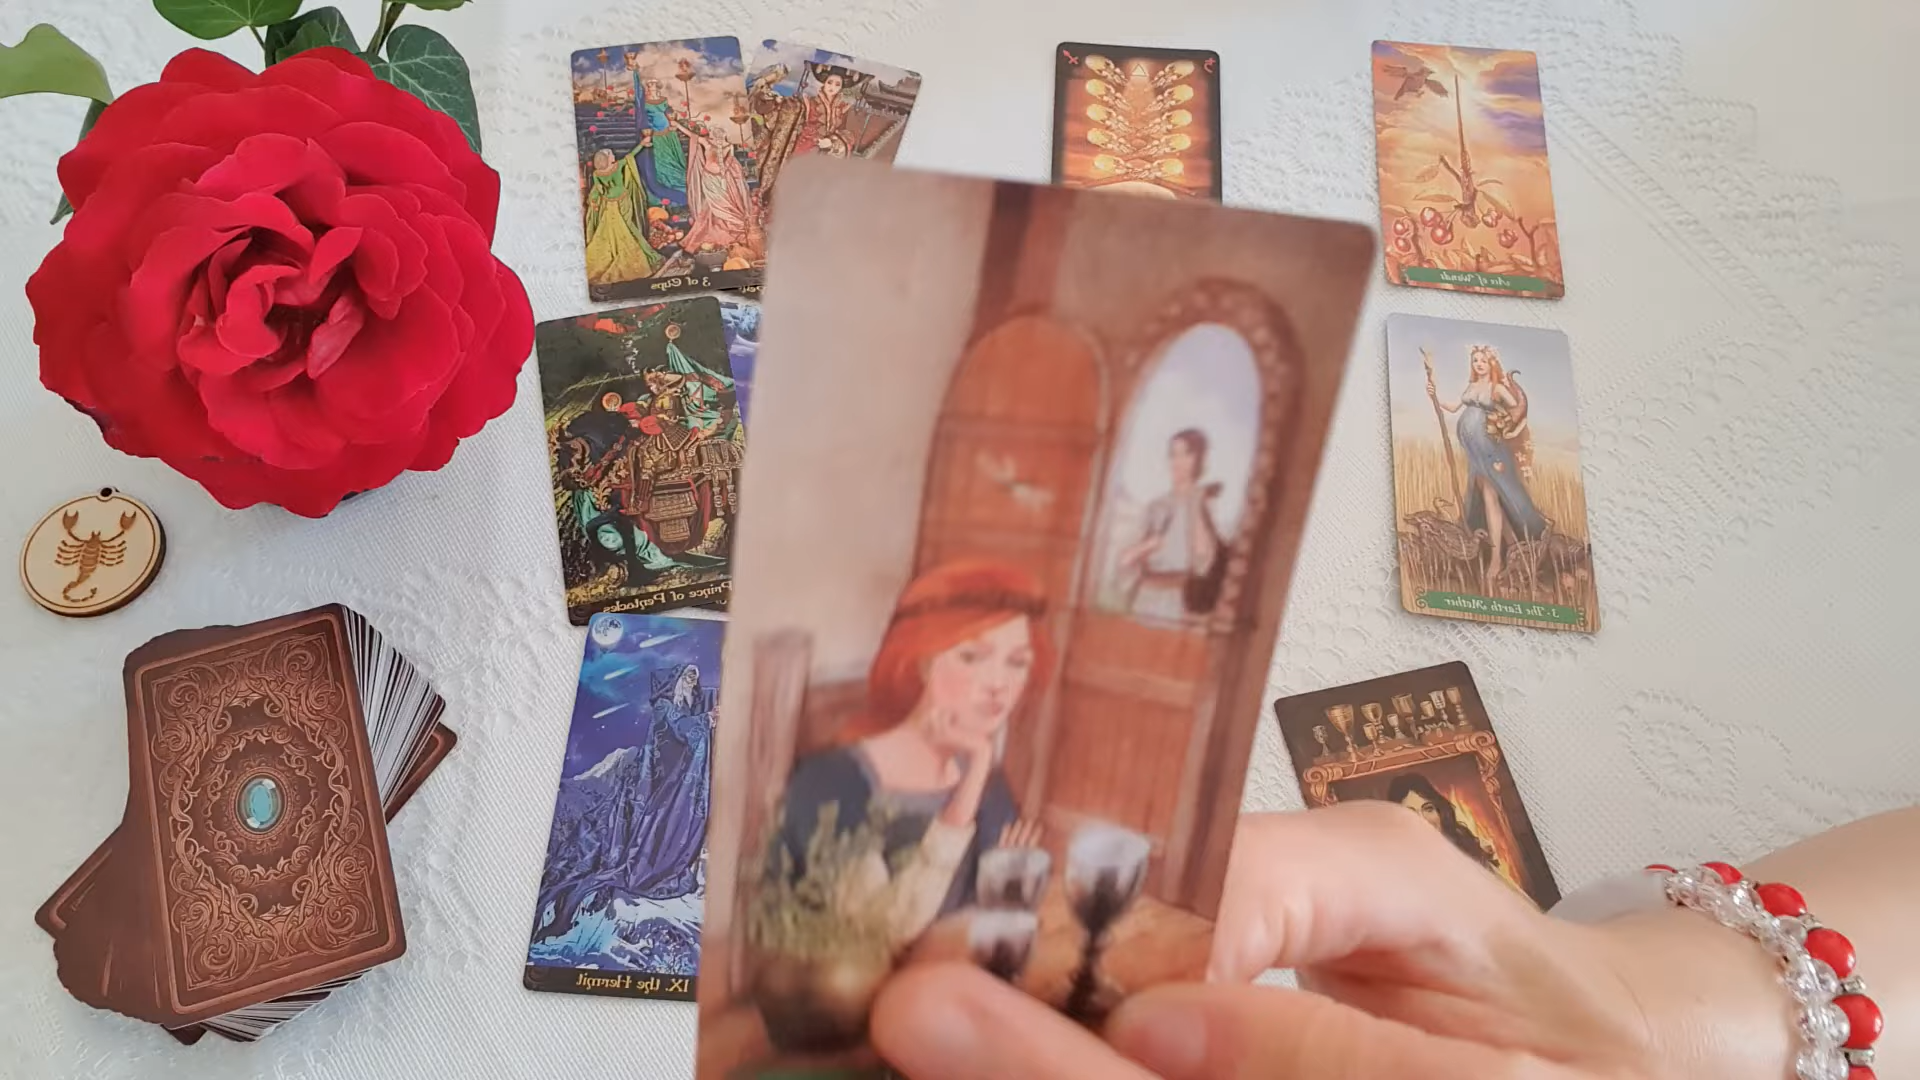 3 of Cups
Ace of Wands
Prince of Pentacles
3 · The Earth Mother
IX. the Hermit